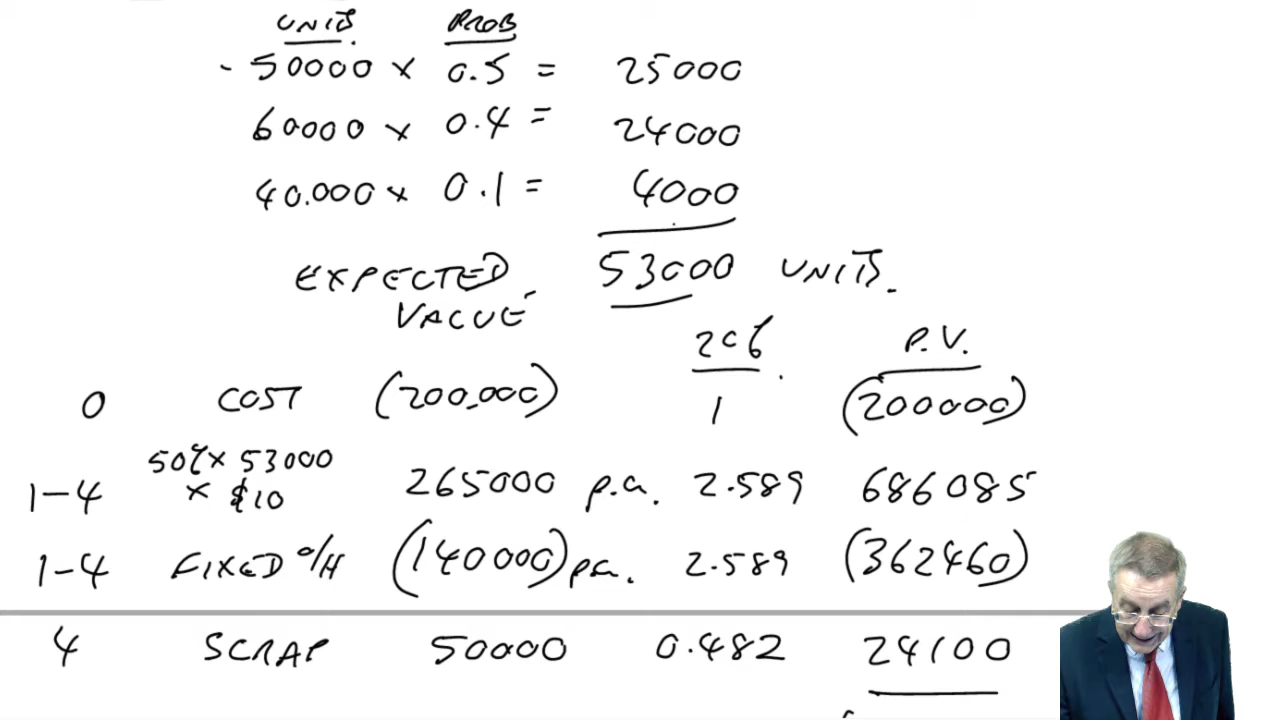 UNITS PROB
50000 × 0.5 = 25000
60000 × 0.4 = 24000
40.000 × 0.1 = 4000
EXPECTED VALUE 53000 UNITS.
20% P.V.
0 COST (200,000) 1 (200000)
1-4 50% × 53000 × $10 265000 p.a. 2.589 686085
1-4 FIXED O/H (140000) p.a. 2.589 (362460)
4 SCRAP 50000 0.482 24100